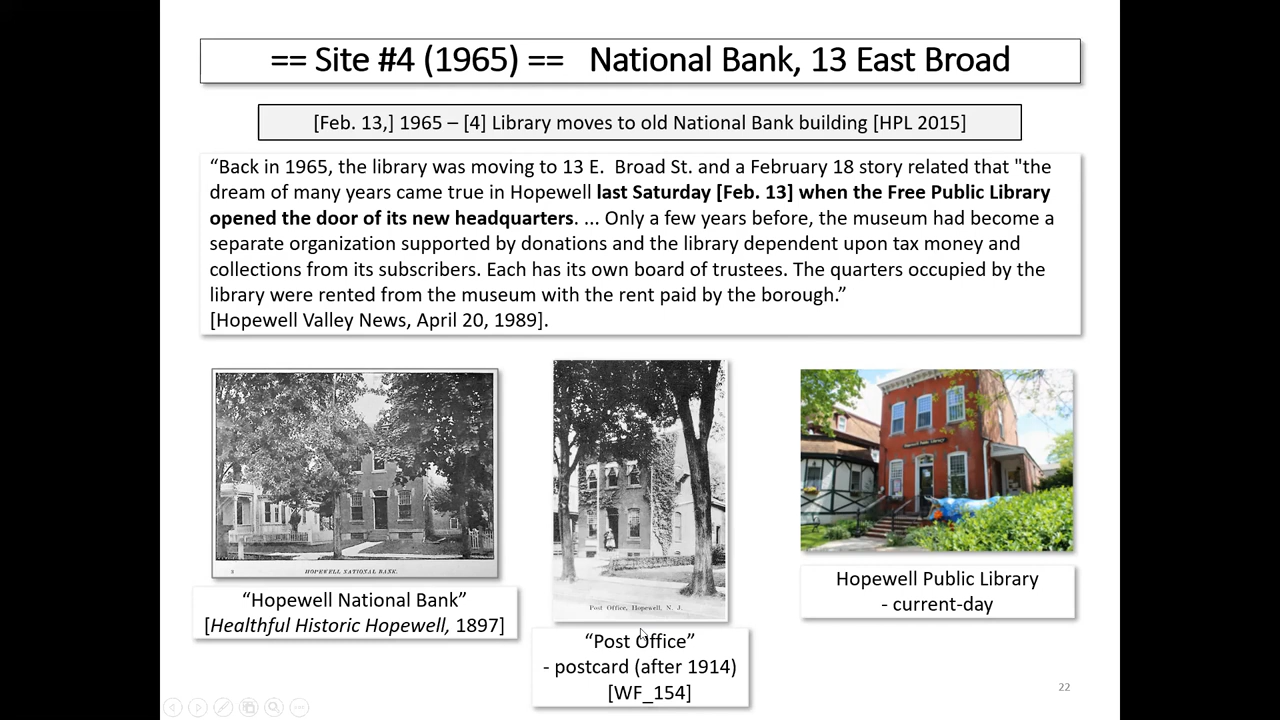 == Site #4 (1965) ==   National Bank, 13 East Broad
[Feb. 13,] 1965 – [4] Library moves to old National Bank building [HPL 2015]
“Back in 1965, the library was moving to 13 E.  Broad St. and a February 18 story related that "the
dream of many years came true in Hopewell last Saturday [Feb. 13] when the Free Public Library
opened the door of its new headquarters. ... Only a few years before, the museum had become a
separate organization supported by donations and the library dependent upon tax money and
collections from its subscribers. Each has its own board of trustees. The quarters occupied by the
library were rented from the museum with the rent paid by the borough.”
[Hopewell Valley News, April 20, 1989].
HOPEWELL NATIONAL BANK.
“Hopewell National Bank”
[Healthful Historic Hopewell, 1897]
Post Office, Hopewell, N. J.
“Post Office”
- postcard (after 1914)
[WF_154]
Hopewell Public Library
Hopewell Public Library
- current-day
22